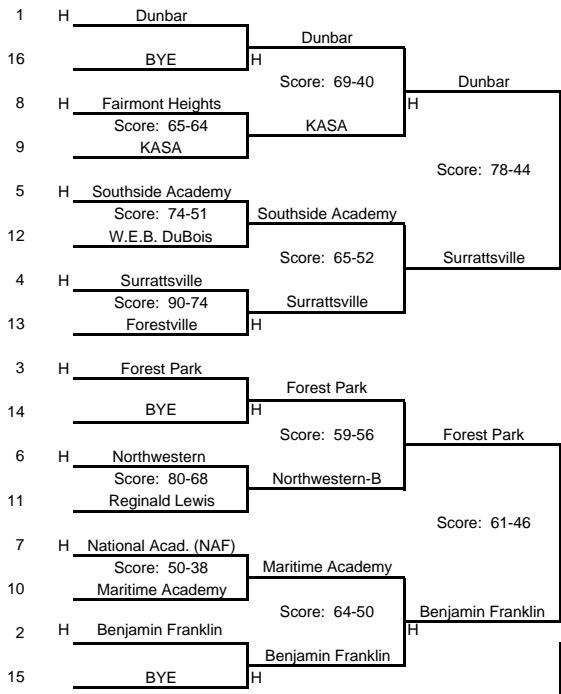 1 H Dunbar
Dunbar
16 BYE H
Score: 69-40 Dunbar
8 H Fairmont Heights H
Score: 65-64 KASA
9 KASA
Score: 78-44
5 H Southside Academy
Score: 74-51 Southside Academy
12 W.E.B. DuBois
Score: 65-52 Surrattsville
4 H Surrattsville
Score: 90-74 Surrattsville
13 Forestville H
3 H Forest Park
Forest Park
14 BYE H
Score: 59-56 Forest Park
6 H Northwestern
Score: 80-68 Northwestern-B
11 Reginald Lewis
Score: 61-46
7 H National Acad. (NAF)
Score: 50-38 Maritime Academy
10 Maritime Academy
Score: 64-50 Benjamin Franklin
2 H Benjamin Franklin H
Benjamin Franklin
15 BYE H